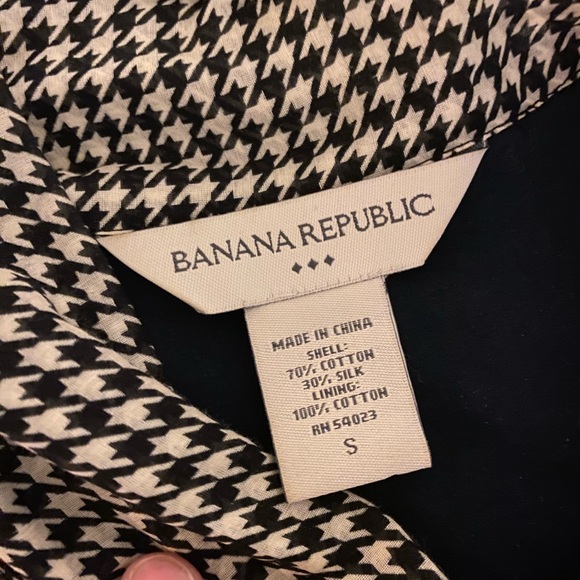 BANANA REPUBLIC
MADE IN CHINA
SHELL:
70% COTTON
30% SILK
LINING:
100% COTTON
RN 54023
S